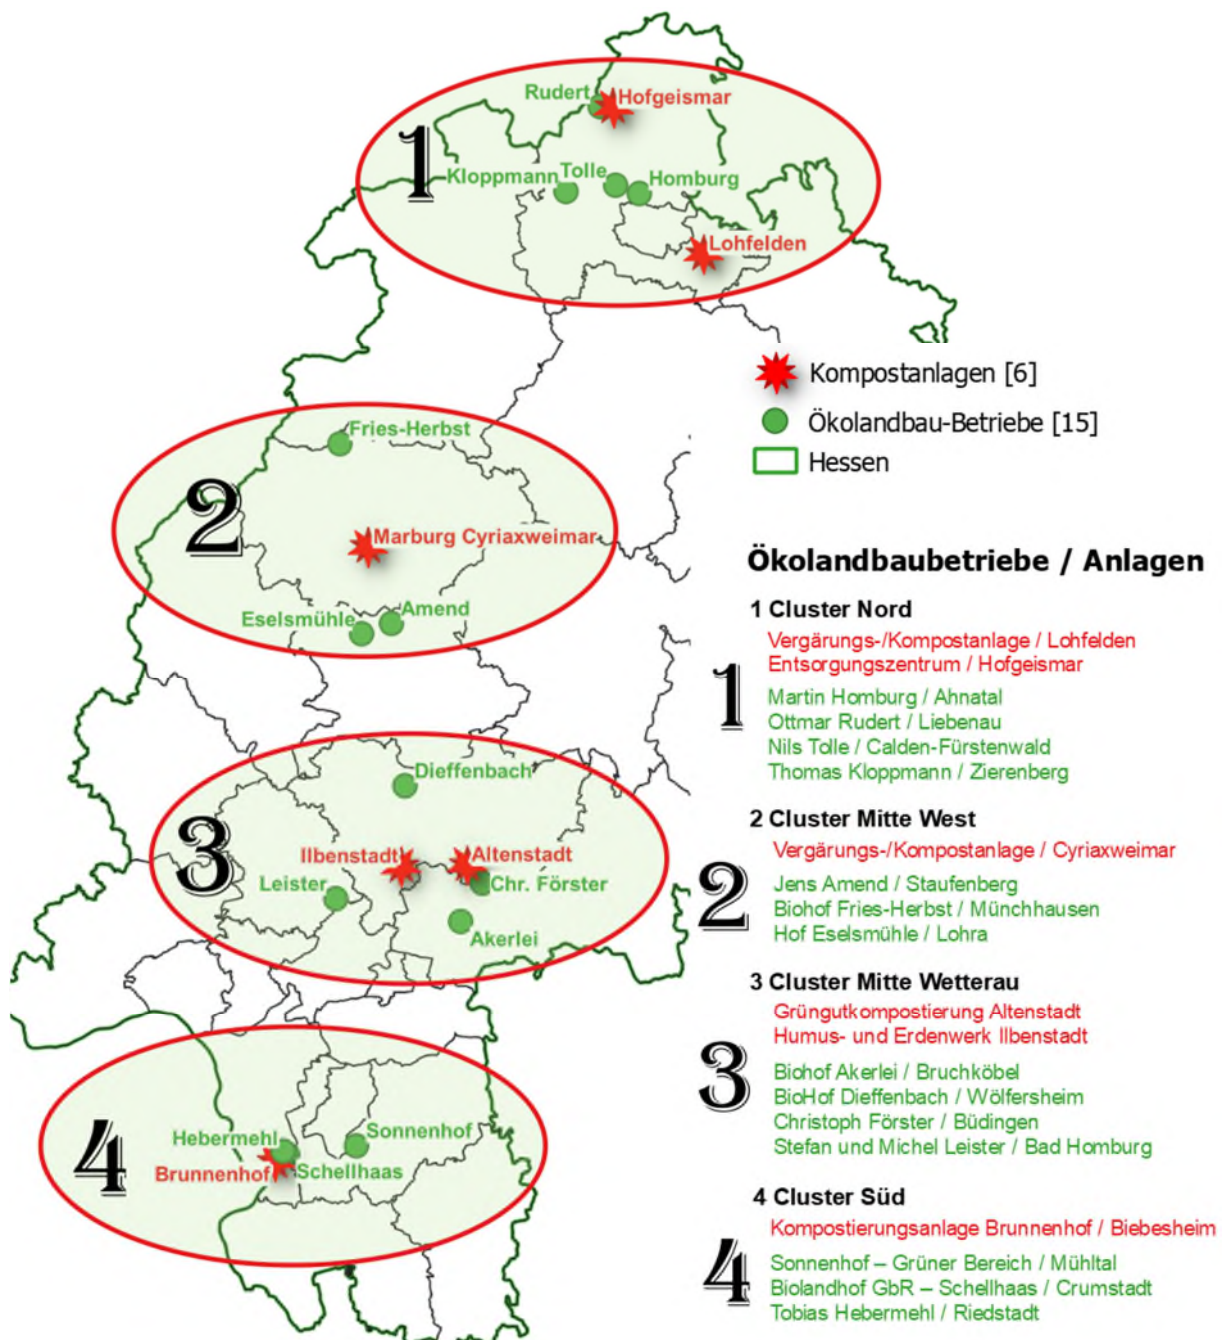 1
Rudert
Hofgeismar
Kloppmann
Tolle
Homburg
Lohfelden
Kompostanlagen [6]
Ökolandbau-Betriebe [15]
Hessen
2
Fries-Herbst
Marburg Cyriaxweimar
Eselsmühle
Amend
3
Dieffenbach
Ilbenstadt
Altenstadt
Leister
Chr. Förster
Akerlei
4
Hebermehl
Sonnenhof
Brunnenhof
Schellhaas
Ökolandbaubetriebe / Anlagen
1 Cluster Nord
Vergärungs-/Kompostanlage / Lohfelden
Entsorgungszentrum / Hofgeismar
1
Martin Homburg / Ahnatal
Ottmar Rudert / Liebenau
Nils Tolle / Calden-Fürstenwald
Thomas Kloppmann / Zierenberg
2 Cluster Mitte West
Vergärungs-/Kompostanlage / Cyriaxweimar
2
Jens Amend / Staufenberg
Biohof Fries-Herbst / Münchhausen
Hof Eselsmühle / Lohra
3 Cluster Mitte Wetterau
Grüngutkompostierung Altenstadt
Humus- und Erdenwerk Ilbenstadt
3
Biohof Akerlei / Bruchköbel
BioHof Dieffenbach / Wölfersheim
Christoph Förster / Büdingen
Stefan und Michel Leister / Bad Homburg
4 Cluster Süd
Kompostierungsanlage Brunnenhof / Biebesheim
4
Sonnenhof – Grüner Bereich / Mühltal
Biolandhof GbR – Schellhaas / Crumstadt
Tobias Hebermehl / Riedstadt